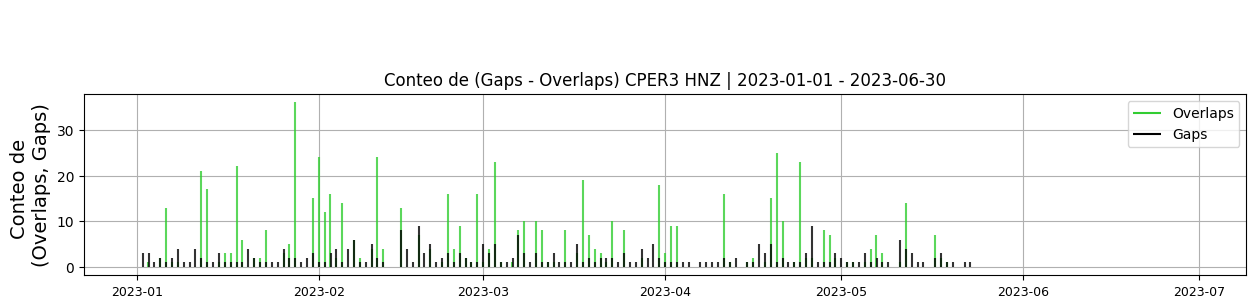 Conteo de (Gaps - Overlaps) CPER3 HNZ | 2023-01-01 - 2023-06-30
Conteo de
(Overlaps, Gaps)
30
20
10
0
Overlaps
Gaps
2023-01
2023-02
2023-03
2023-04
2023-05
2023-06
2023-07